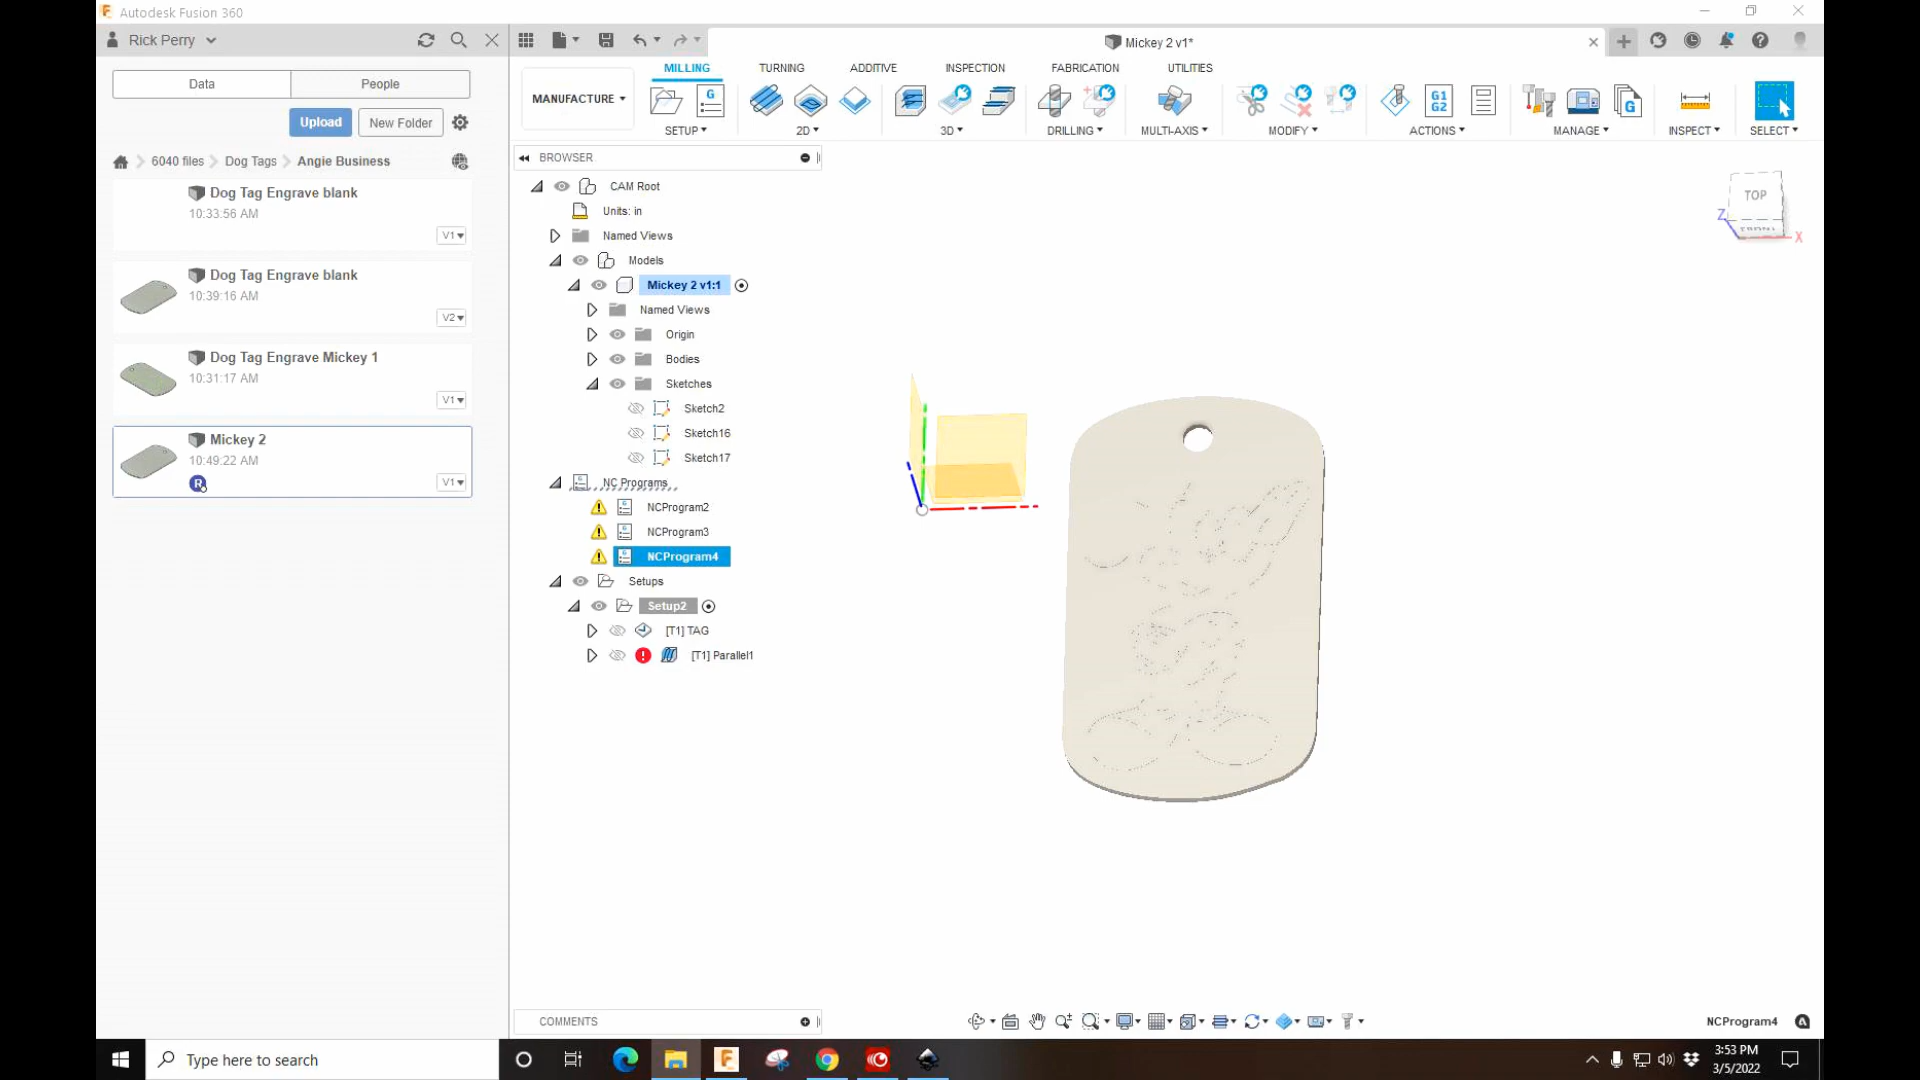 Autodesk Fusion 360
Rick Perry
Mickey 2 v1*
Data
People
MILLING
TURNING
ADDITIVE
INSPECTION
FABRICATION
UTILITIES
MANUFACTURE
Upload
New Folder
SETUP
2D
3D
DRILLING
MULTI-AXIS
MODIFY
ACTIONS
MANAGE
INSPECT
SELECT
G1
G2
6040 files
Dog Tags
Angie Business
BROWSER
Dog Tag Engrave blank
10:33:56 AM
V1
Dog Tag Engrave blank
10:39:16 AM
V2
Dog Tag Engrave Mickey 1
10:31:17 AM
V1
Mickey 2
10:49:22 AM
R
V1
CAM Root
Units: in
Named Views
Models
Mickey 2 v1:1
Named Views
Origin
Bodies
Sketches
Sketch2
Sketch16
Sketch17
NC Programs
NCProgram2
NCProgram3
NCProgram4
Setups
Setup2
[T1] TAG
[T1] Parallel1
TOP
FRONT
Z
X
COMMENTS
NCProgram4
Type here to search
3:53 PM
3/5/2022